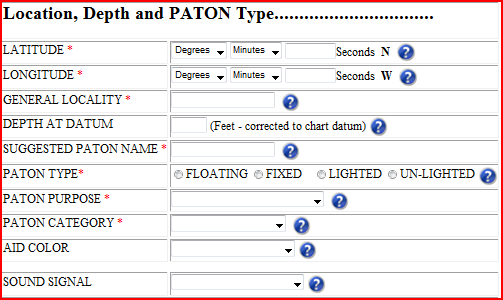 Location, Depth and PATON Type.................................
LATITUDE * Degrees Minutes Seconds N ?
LONGITUDE * Degrees Minutes Seconds W ?
GENERAL LOCALITY * ?
DEPTH AT DATUM (Feet - corrected to chart datum) ?
SUGGESTED PATON NAME * ?
PATON TYPE* FLOATING FIXED LIGHTED UN-LIGHTED ?
PATON PURPOSE * ?
PATON CATEGORY * ?
AID COLOR ?
SOUND SIGNAL ?